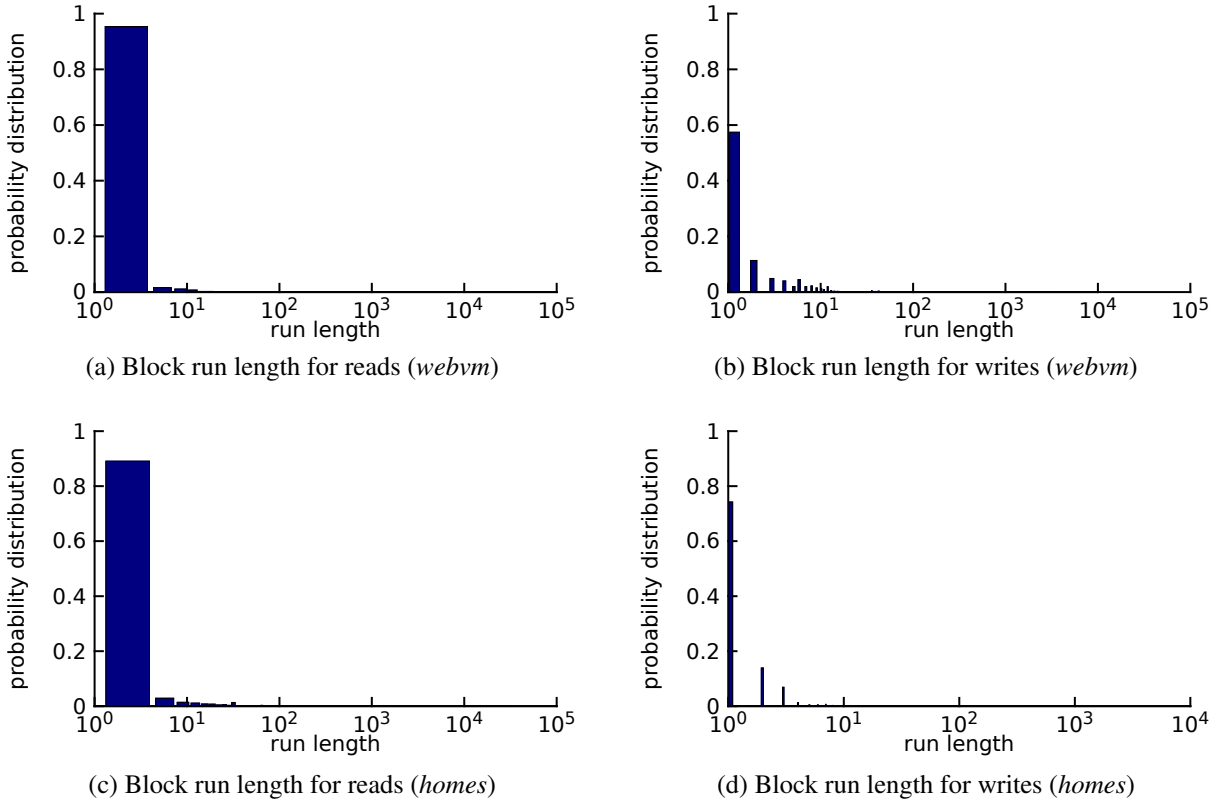 1
0.8
0.6
0.4
0.2
0
probability distribution
10^0 10^1 10^2 10^3 10^4 10^5
run length
(a) Block run length for reads (webvm)
1
0.8
0.6
0.4
0.2
0
probability distribution
10^0 10^1 10^2 10^3 10^4 10^5
run length
(b) Block run length for writes (webvm)
1
0.8
0.6
0.4
0.2
0
probability distribution
10^0 10^1 10^2 10^3 10^4 10^5
run length
(c) Block run length for reads (homes)
1
0.8
0.6
0.4
0.2
0
probability distribution
10^0 10^1 10^2 10^3 10^4
run length
(d) Block run length for writes (homes)